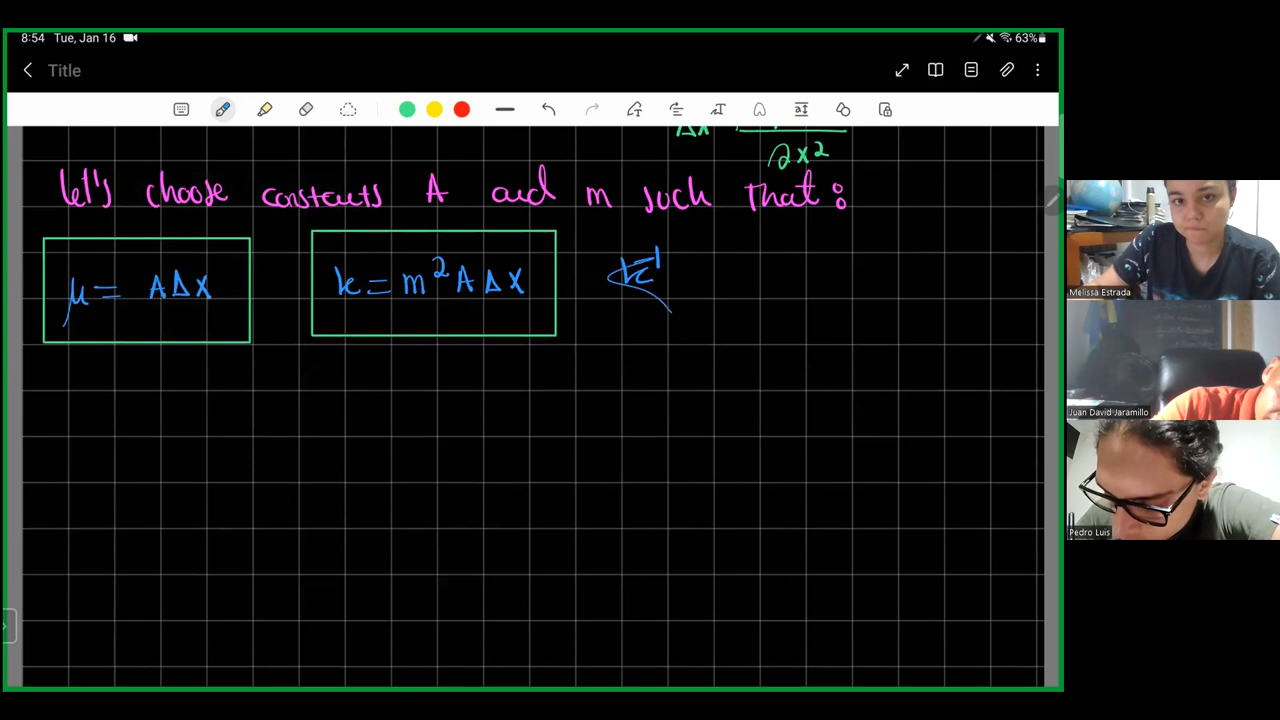 8:54 Tue, Jan 16 63%
Title
Δx
∂x²
let's choose constants A and m such that:
μ = AΔX
k = m²AΔX
Melissa Estrada
Juan David Jaramillo
Pedro Luis